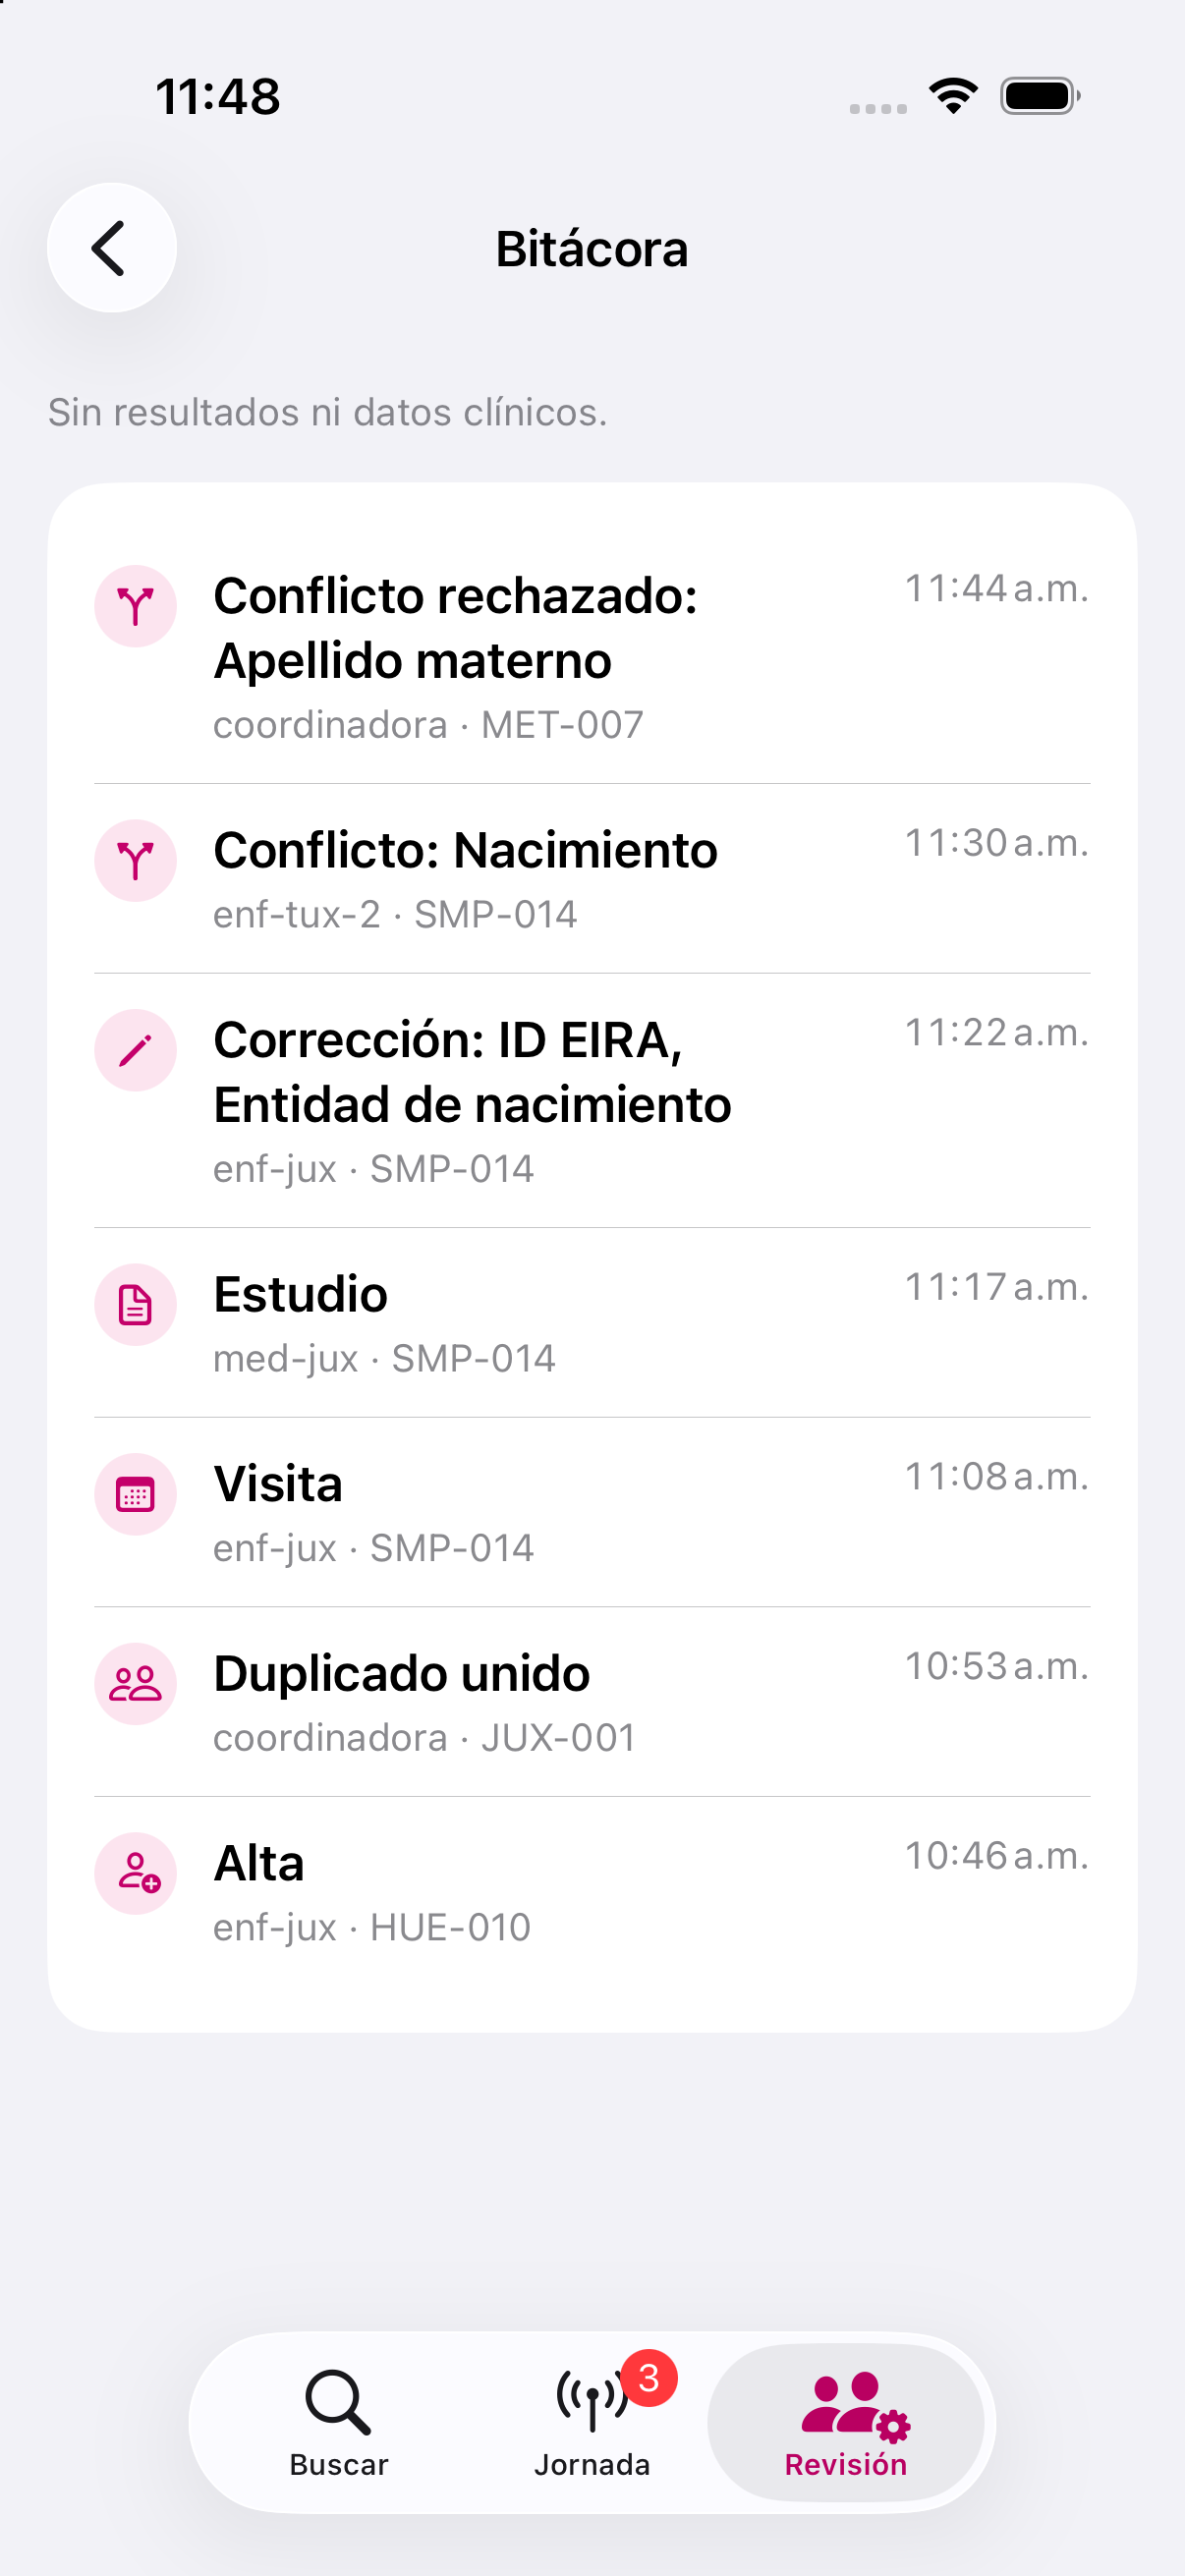 11:48
Bitácora
Sin resultados ni datos clínicos.
Conflicto rechazado:
Apellido materno
11:44 a.m.
coordinadora · MET-007
Conflicto: Nacimiento
11:30 a.m.
enf-tux-2 · SMP-014
Corrección: ID EIRA,
Entidad de nacimiento
11:22 a.m.
enf-jux · SMP-014
Estudio
11:17 a.m.
med-jux · SMP-014
Visita
11:08 a.m.
enf-jux · SMP-014
Duplicado unido
10:53 a.m.
coordinadora · JUX-001
Alta
10:46 a.m.
enf-jux · HUE-010
3
Buscar
Jornada
Revisión